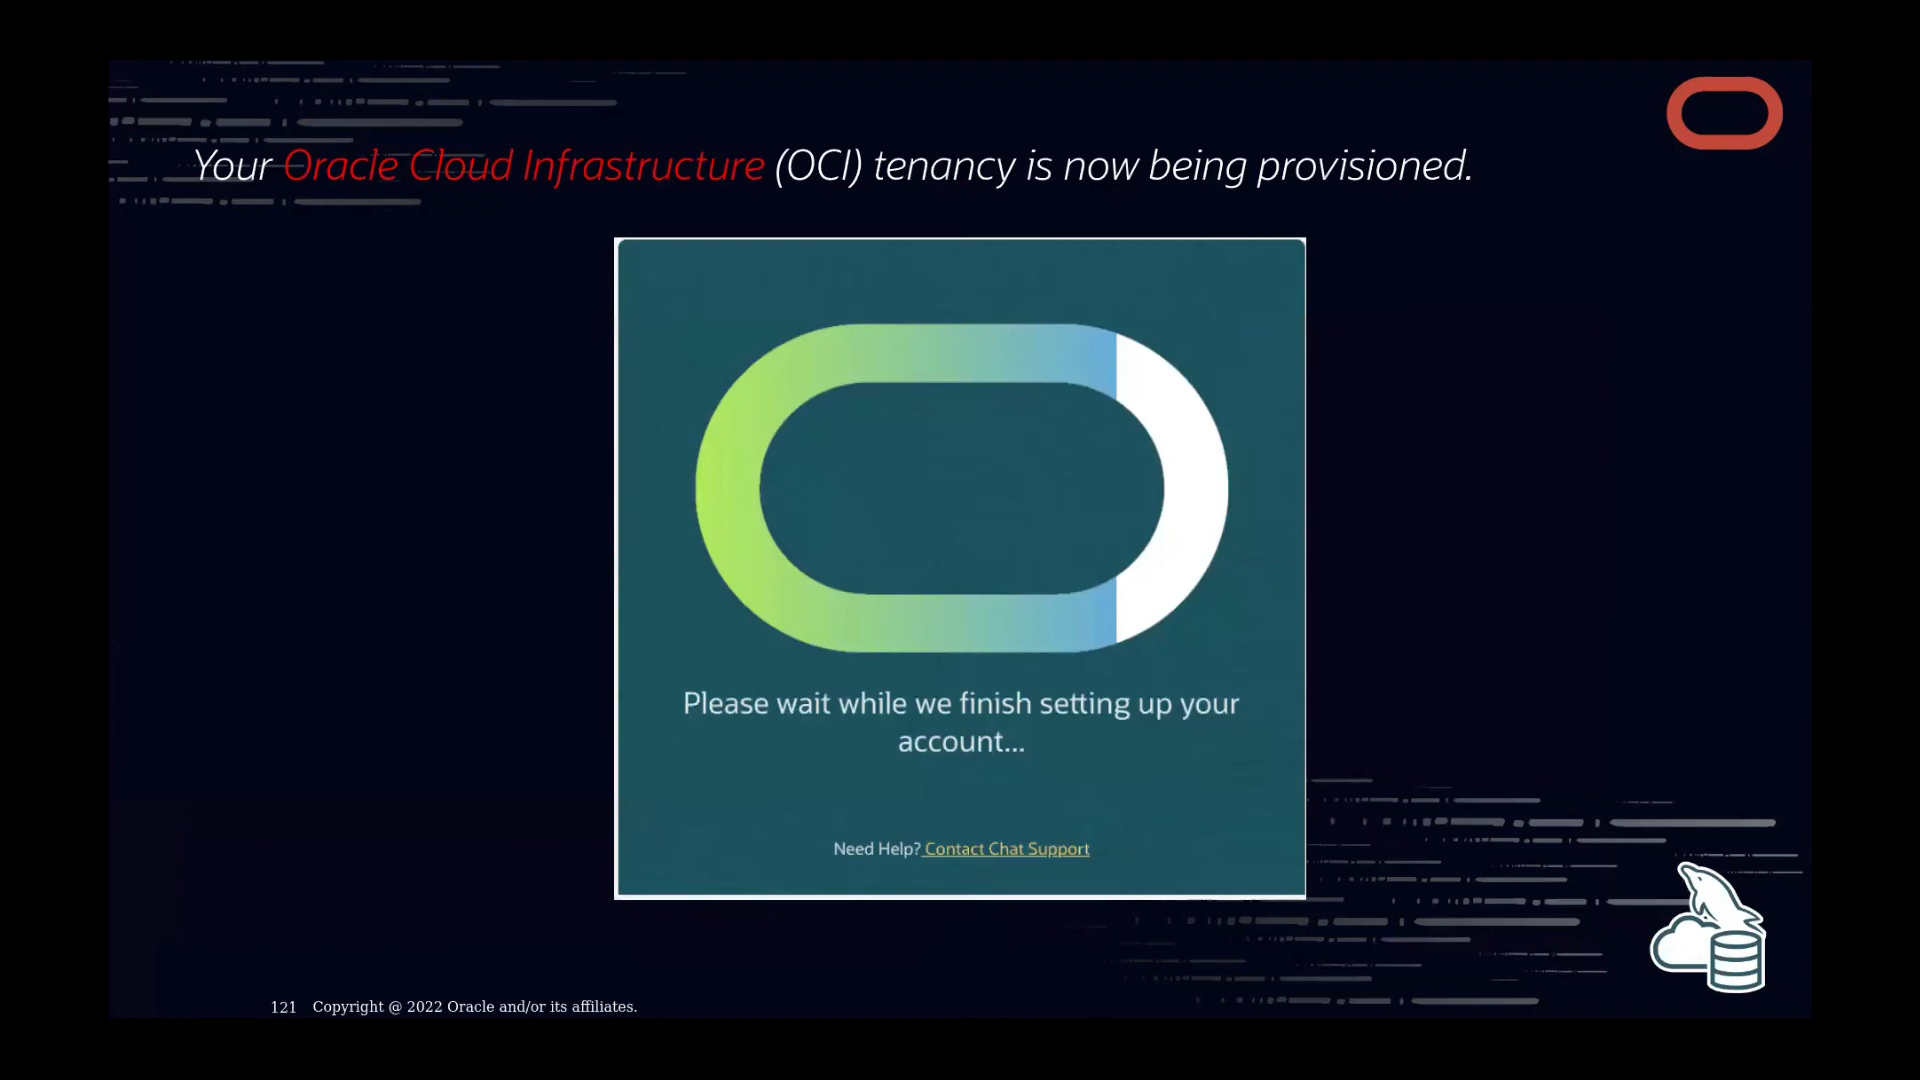 Your Oracle Cloud Infrastructure (OCI) tenancy is now being provisioned.
Please wait while we finish setting up your
account...
Need Help? Contact Chat Support
121 Copyright @ 2022 Oracle and/or its affiliates.